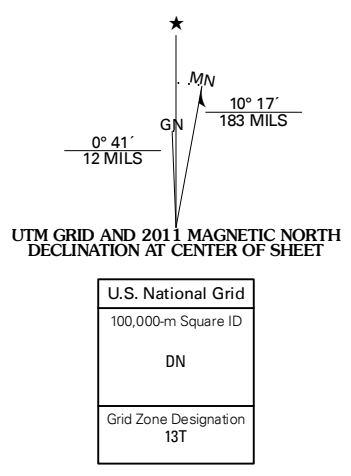 ★
MN
GN
10° 17´
183 MILS
0° 41´
12 MILS
UTM GRID AND 2011 MAGNETIC NORTH
DECLINATION AT CENTER OF SHEET
U.S. National Grid
100,000-m Square ID
DN
Grid Zone Designation
13T